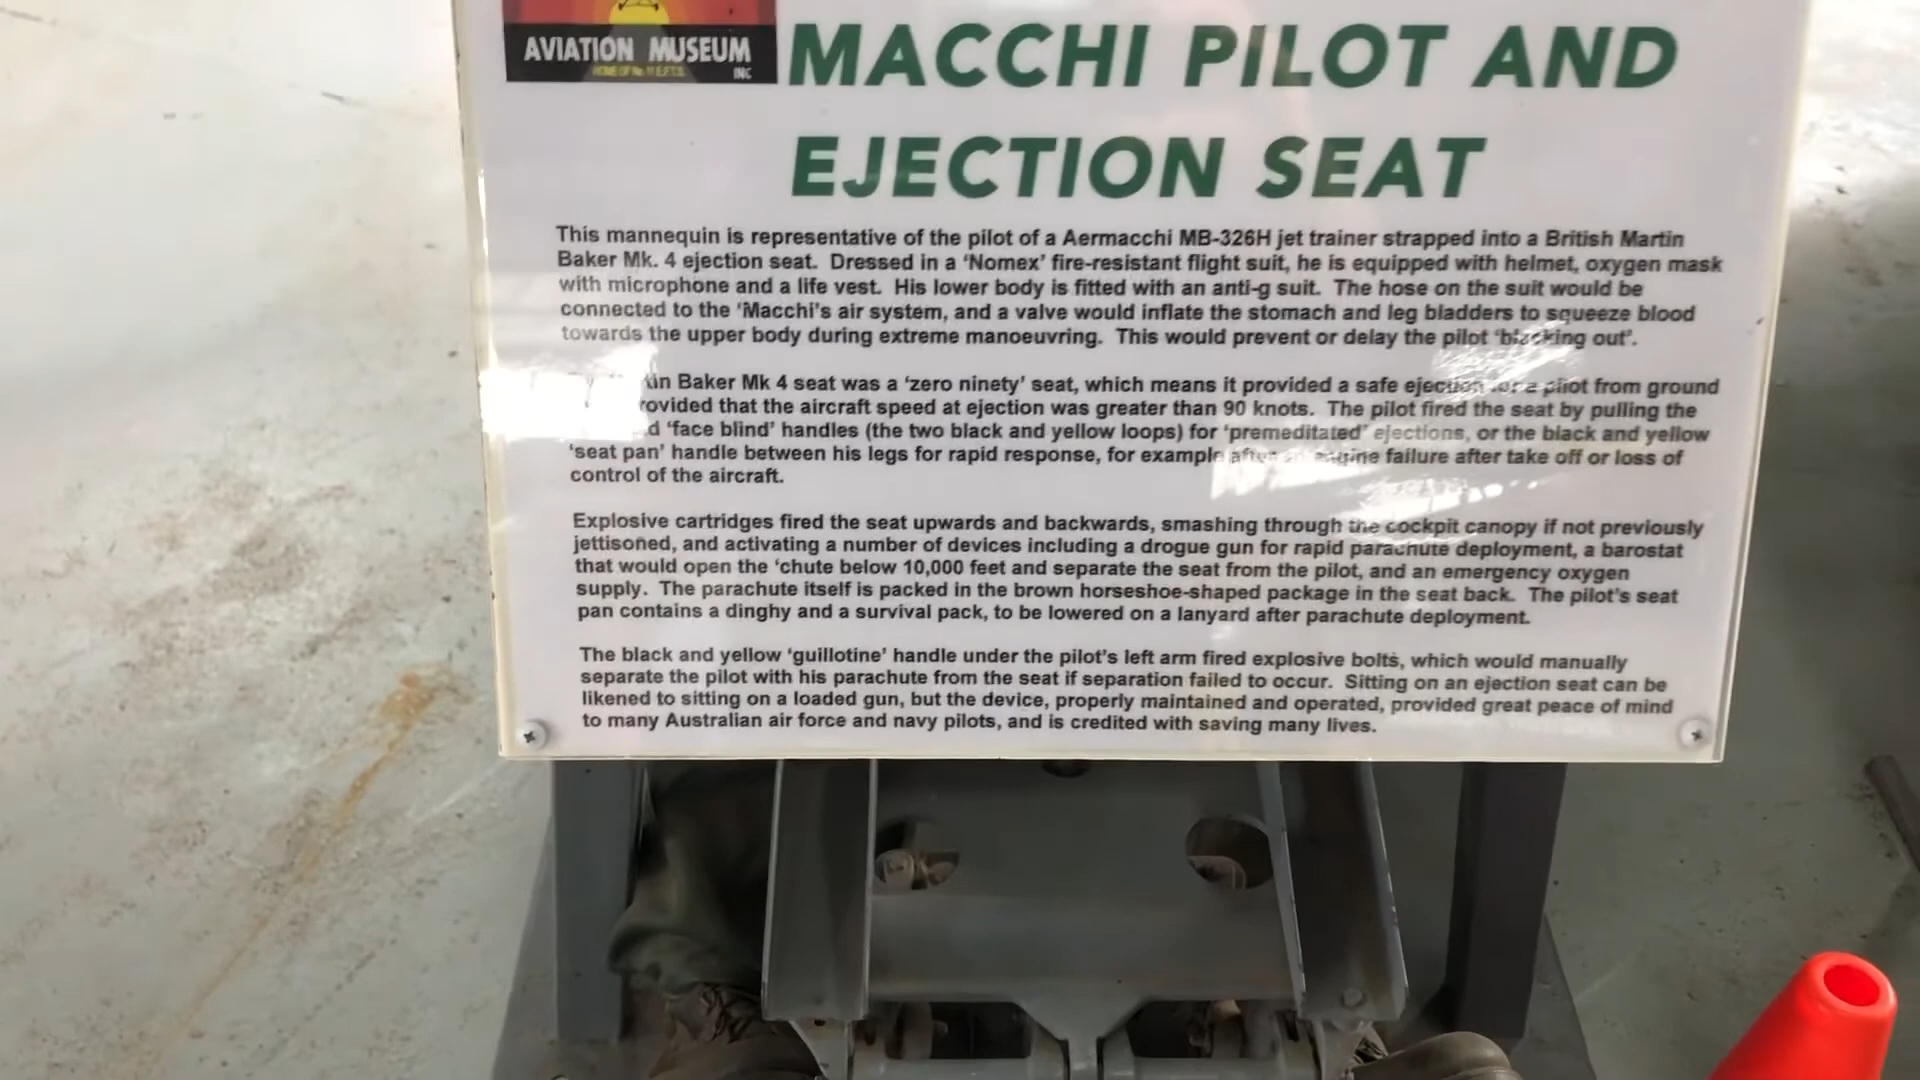 AVIATION MUSEUM
HOME OF No 11 E.F.T.S.
INC
MACCHI PILOT AND
EJECTION SEAT
This mannequin is representative of the pilot of a Aermacchi MB-326H jet trainer strapped into a British Martin
Baker Mk. 4 ejection seat. Dressed in a ‘Nomex’ fire-resistant flight suit, he is equipped with helmet, oxygen mask
with microphone and a life vest. His lower body is fitted with an anti-g suit. The hose on the suit would be
connected to the ‘Macchi’s air system, and a valve would inflate the stomach and leg bladders to squeeze blood
towards the upper body during extreme manoeuvring. This would prevent or delay the pilot ‘blacking out’.
Baker Mk 4 seat was a ‘zero ninety’ seat, which means it provided a safe ejection for a pilot from ground
provided that the aircraft speed at ejection was greater than 90 knots. The pilot fired the seat by pulling the
‘face blind’ handles (the two black and yellow loops) for ‘premeditated’ ejections, or the black and yellow
‘seat pan’ handle between his legs for rapid response, for example after an engine failure after take off or loss of
control of the aircraft.
Explosive cartridges fired the seat upwards and backwards, smashing through the cockpit canopy if not previously
jettisoned, and activating a number of devices including a drogue gun for rapid parachute deployment, a barostat
that would open the ‘chute below 10,000 feet and separate the seat from the pilot, and an emergency oxygen
supply. The parachute itself is packed in the brown horseshoe-shaped package in the seat back. The pilot’s seat
pan contains a dinghy and a survival pack, to be lowered on a lanyard after parachute deployment.
The black and yellow ‘guillotine’ handle under the pilot’s left arm fired explosive bolts, which would manually
separate the pilot with his parachute from the seat if separation failed to occur. Sitting on an ejection seat can be
likened to sitting on a loaded gun, but the device, properly maintained and operated, provided great peace of mind
to many Australian air force and navy pilots, and is credited with saving many lives.